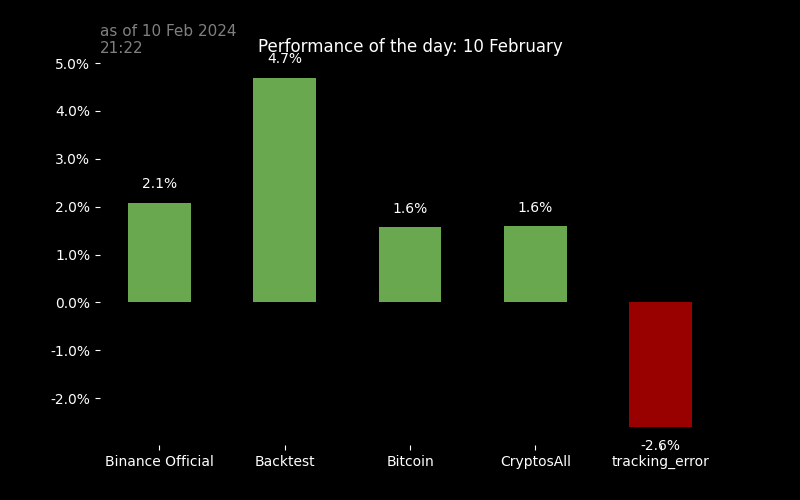 as of 10 Feb 2024
21:22
Performance of the day: 10 February
5.0%
4.0%
3.0%
2.0%
1.0%
0.0%
-1.0%
-2.0%
2.1%
4.7%
1.6%
1.6%
-2.6%
Binance Official
Backtest
Bitcoin
CryptosAll
tracking_error